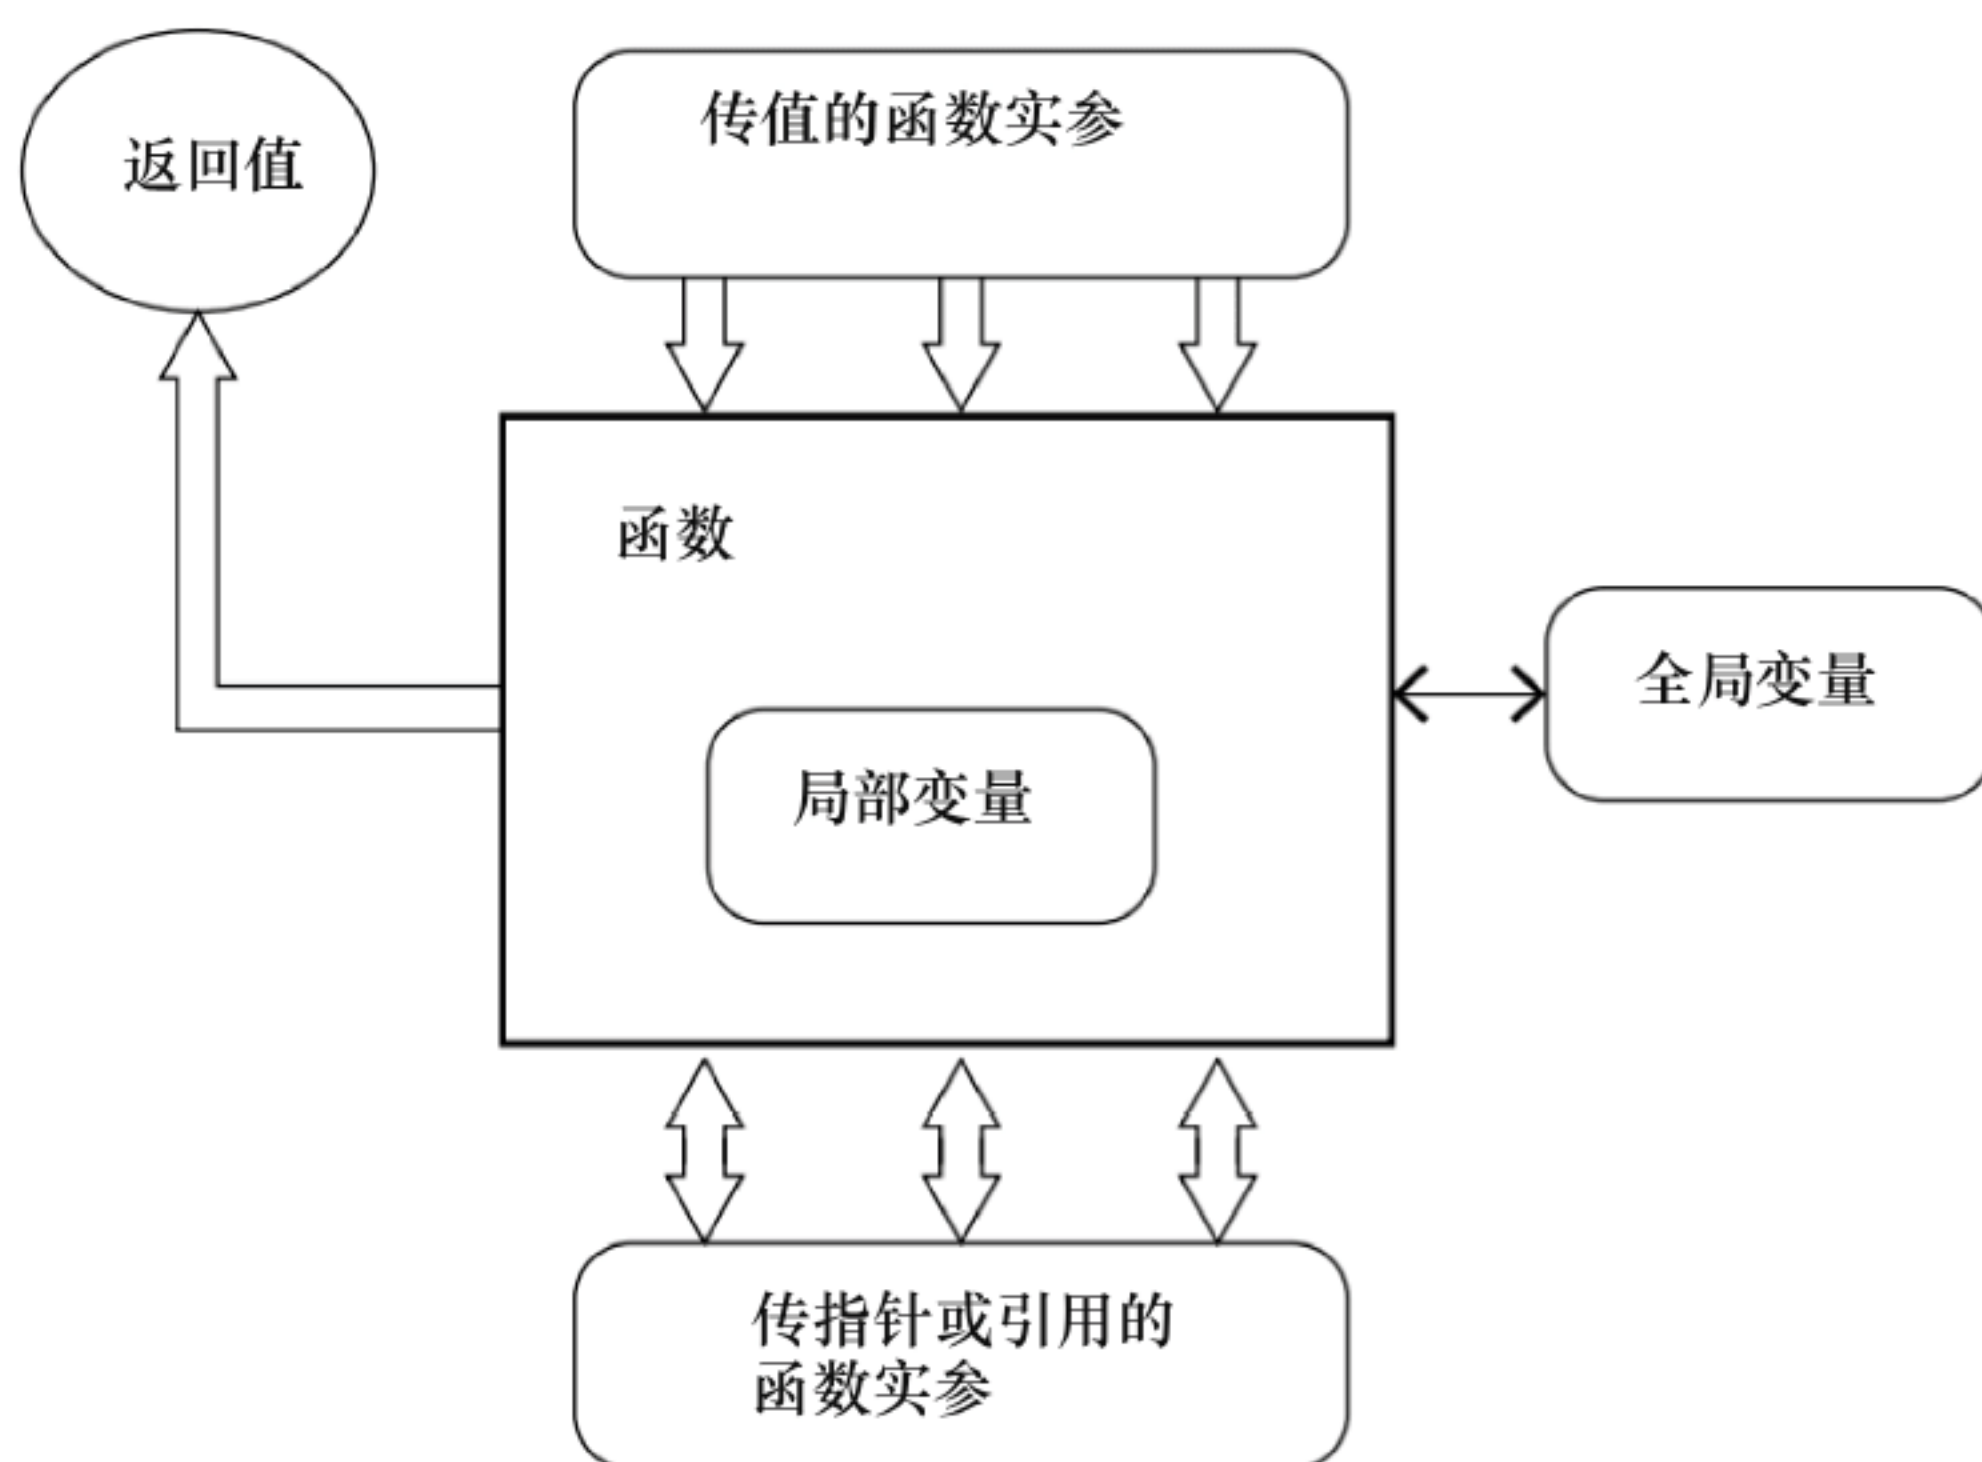 传值的函数实参
返回值
函数
全局变量
局部变量
传指针或引用的
函数实参